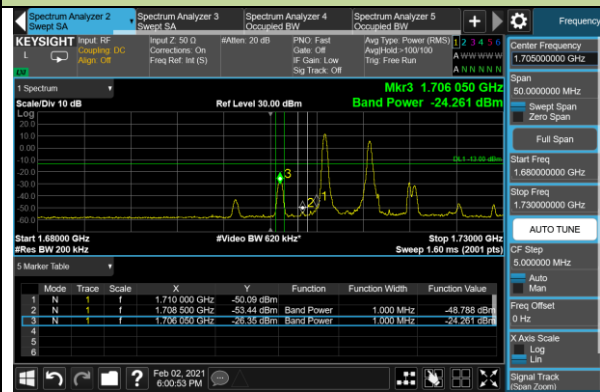 Spectrum Analyzer 2
Swept SA
Spectrum Analyzer 3
Swept SA
Spectrum Analyzer 4
Occupied BW
Spectrum Analyzer 5
Occupied BW
+
Frequency
KEYSIGHT
L
Input: RF
Coupling: DC
Align: Off
Input Z: 50 Ω
Corrections: On
Freq Ref: Int (S)
#Atten: 20 dB
PNO: Fast
Gate: Off
IF Gain: Low
Sig Track: Off
Avg Type: Power (RMS)
Avg|Hold:>100/100
Trig: Free Run
1 2 3 4 5 6
A W W W W W
A N N N N N
1 Spectrum
Scale/Div 10 dB
Ref Level 30.00 dBm
Mkr3 1.706 050 GHz
Band Power -24.261 dBm
Log
20.0
10.0
0.00
-10.0
-20.0
-30.0
-40.0
-50.0
-60.0
DL1 -13.00 dBm
3
2
1
Start 1.68000 GHz
#Res BW 200 kHz
#Video BW 620 kHz*
Stop 1.73000 GHz
Sweep 1.60 ms (2001 pts)
5 Marker Table
Mode Trace Scale X Y Function Function Width Function Value
1 N 1 f 1.710 000 GHz -50.09 dBm
2 N 1 f 1.708 500 GHz -53.44 dBm Band Power 1.000 MHz -48.788 dBm
3 N 1 f 1.706 050 GHz -26.35 dBm Band Power 1.000 MHz -24.261 dBm
4
5
6
Feb 02, 2021
6:00:53 PM
?
Center Frequency
1.705000000 GHz
Span
50.0000000 MHz
Swept Span
Zero Span
Full Span
Start Freq
1.680000000 GHz
Stop Freq
1.730000000 GHz
AUTO TUNE
CF Step
5.000000 MHz
Auto
Man
Freq Offset
0 Hz
X Axis Scale
Log
Lin
Signal Track
(Span Zoom)